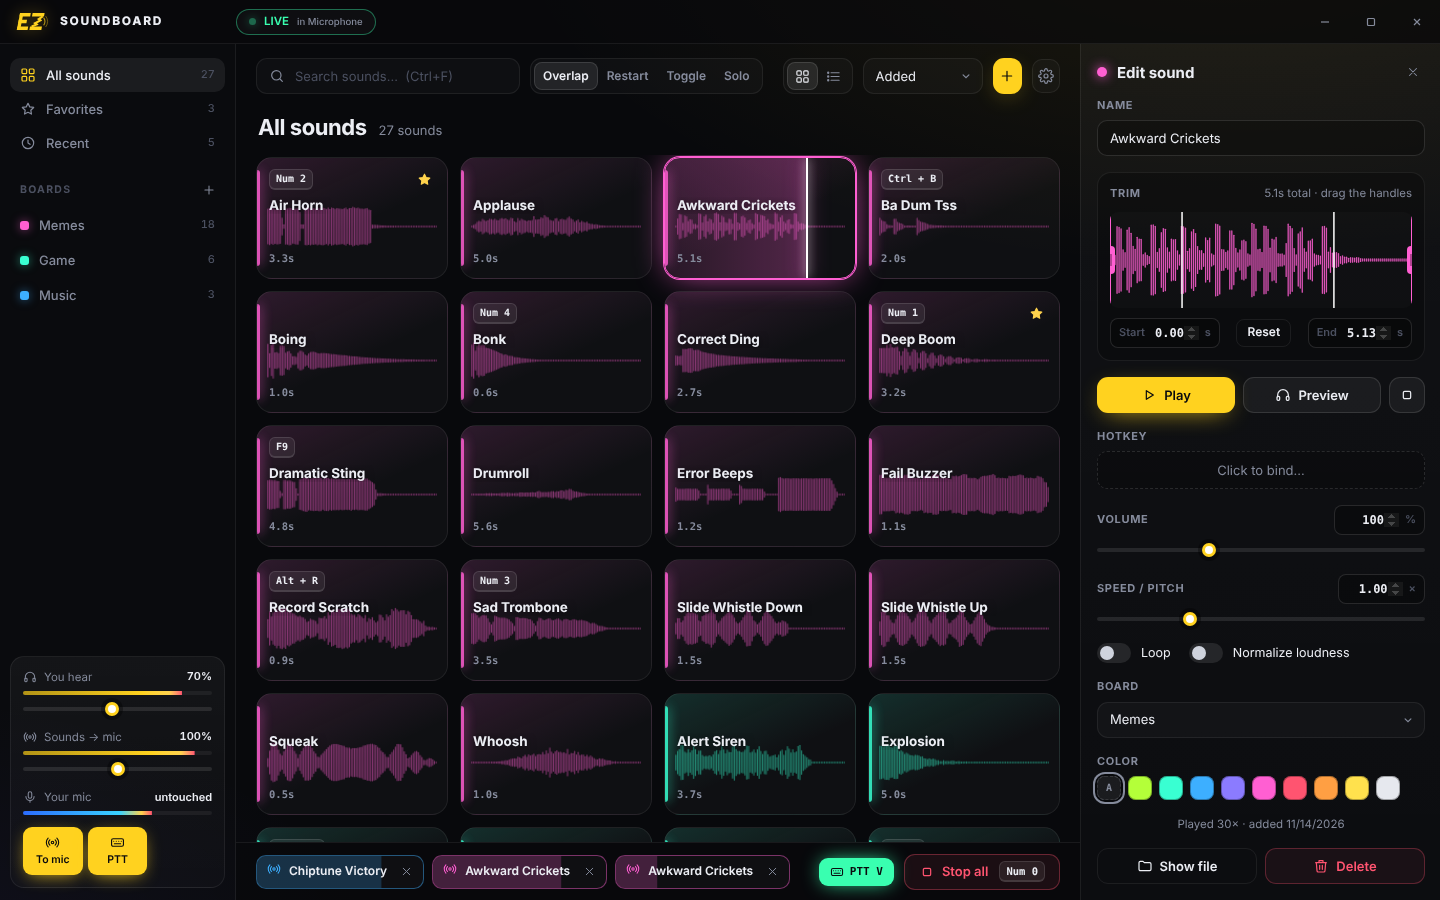 EZ SOUNDBOARD
LIVE in Microphone
All sounds 27
Favorites 3
Recent 5
BOARDS
Memes 18
Game 6
Music 3
You hear 70%
Sounds → mic 100%
Your mic untouched
To mic
PTT
Search sounds... (Ctrl+F)
Overlap Restart Toggle Solo
Added
All sounds 27 sounds
Num 2
Air Horn
3.3s
Applause
5.0s
Awkward Crickets
5.1s
Ctrl + B
Ba Dum Tss
2.0s
Boing
1.0s
Num 4
Bonk
0.6s
Correct Ding
2.7s
Num 1
Deep Boom
3.2s
F9
Dramatic Sting
4.8s
Drumroll
5.6s
Error Beeps
1.2s
Fail Buzzer
1.1s
Alt + R
Record Scratch
0.9s
Num 3
Sad Trombone
3.5s
Slide Whistle Down
1.5s
Slide Whistle Up
1.5s
Squeak
0.5s
Whoosh
1.0s
Alert Siren
3.7s
Explosion
5.0s
Chiptune Victory
Awkward Crickets
Awkward Crickets
PTT V
Stop all Num 0
Edit sound
NAME
Awkward Crickets
TRIM 5.1s total · drag the handles
Start 0.00 s
Reset
End 5.13 s
Play
Preview
HOTKEY
Click to bind...
VOLUME 100 %
SPEED / PITCH 1.00 ×
Loop
Normalize loudness
BOARD
Memes
COLOR
A
Played 30× · added 11/14/2026
Show file
Delete